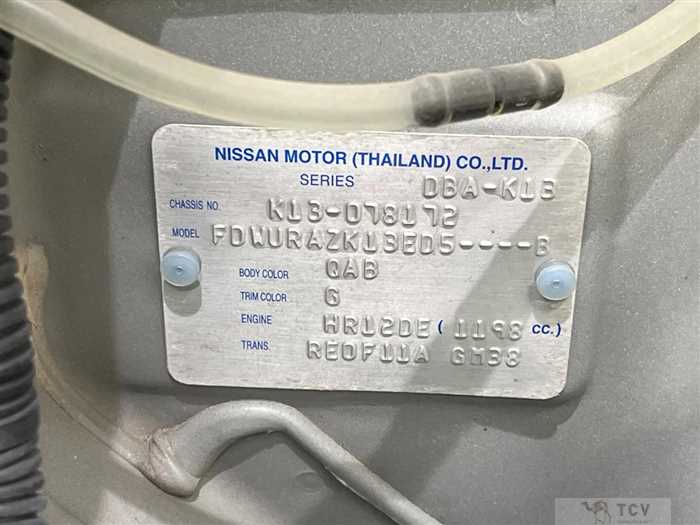 NISSAN MOTOR (THAILAND) CO.,LTD.
SERIES DBA-K13
CHASSIS NO. K13-078172
MODEL FDWURAZK13ED5----B
BODY COLOR QAB
TRIM COLOR G
ENGINE HR12DE ( 1198 CC.)
TRANS. RE0F11A GM38
TCV